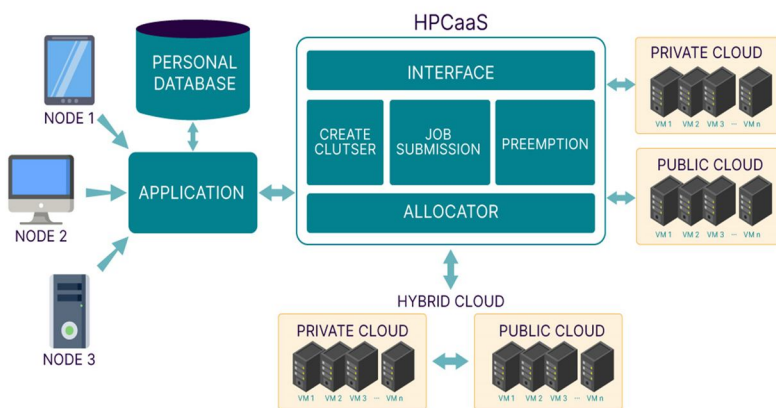 HPCaaS
PERSONAL
DATABASE
INTERFACE
PRIVATE CLOUD
VM 1 VM 2 VM 3 ... VM n
NODE 1
CREATE
CLUTSER
JOB
SUBMISSION
PREEMPTION
PUBLIC CLOUD
VM 1 VM 2 VM 3 ... VM n
APPLICATION
NODE 2
ALLOCATOR
HYBRID CLOUD
NODE 3
PRIVATE CLOUD
VM 1 VM 2 VM 3 ... VM n
PUBLIC CLOUD
VM 1 VM 2 VM 3 ... VM n